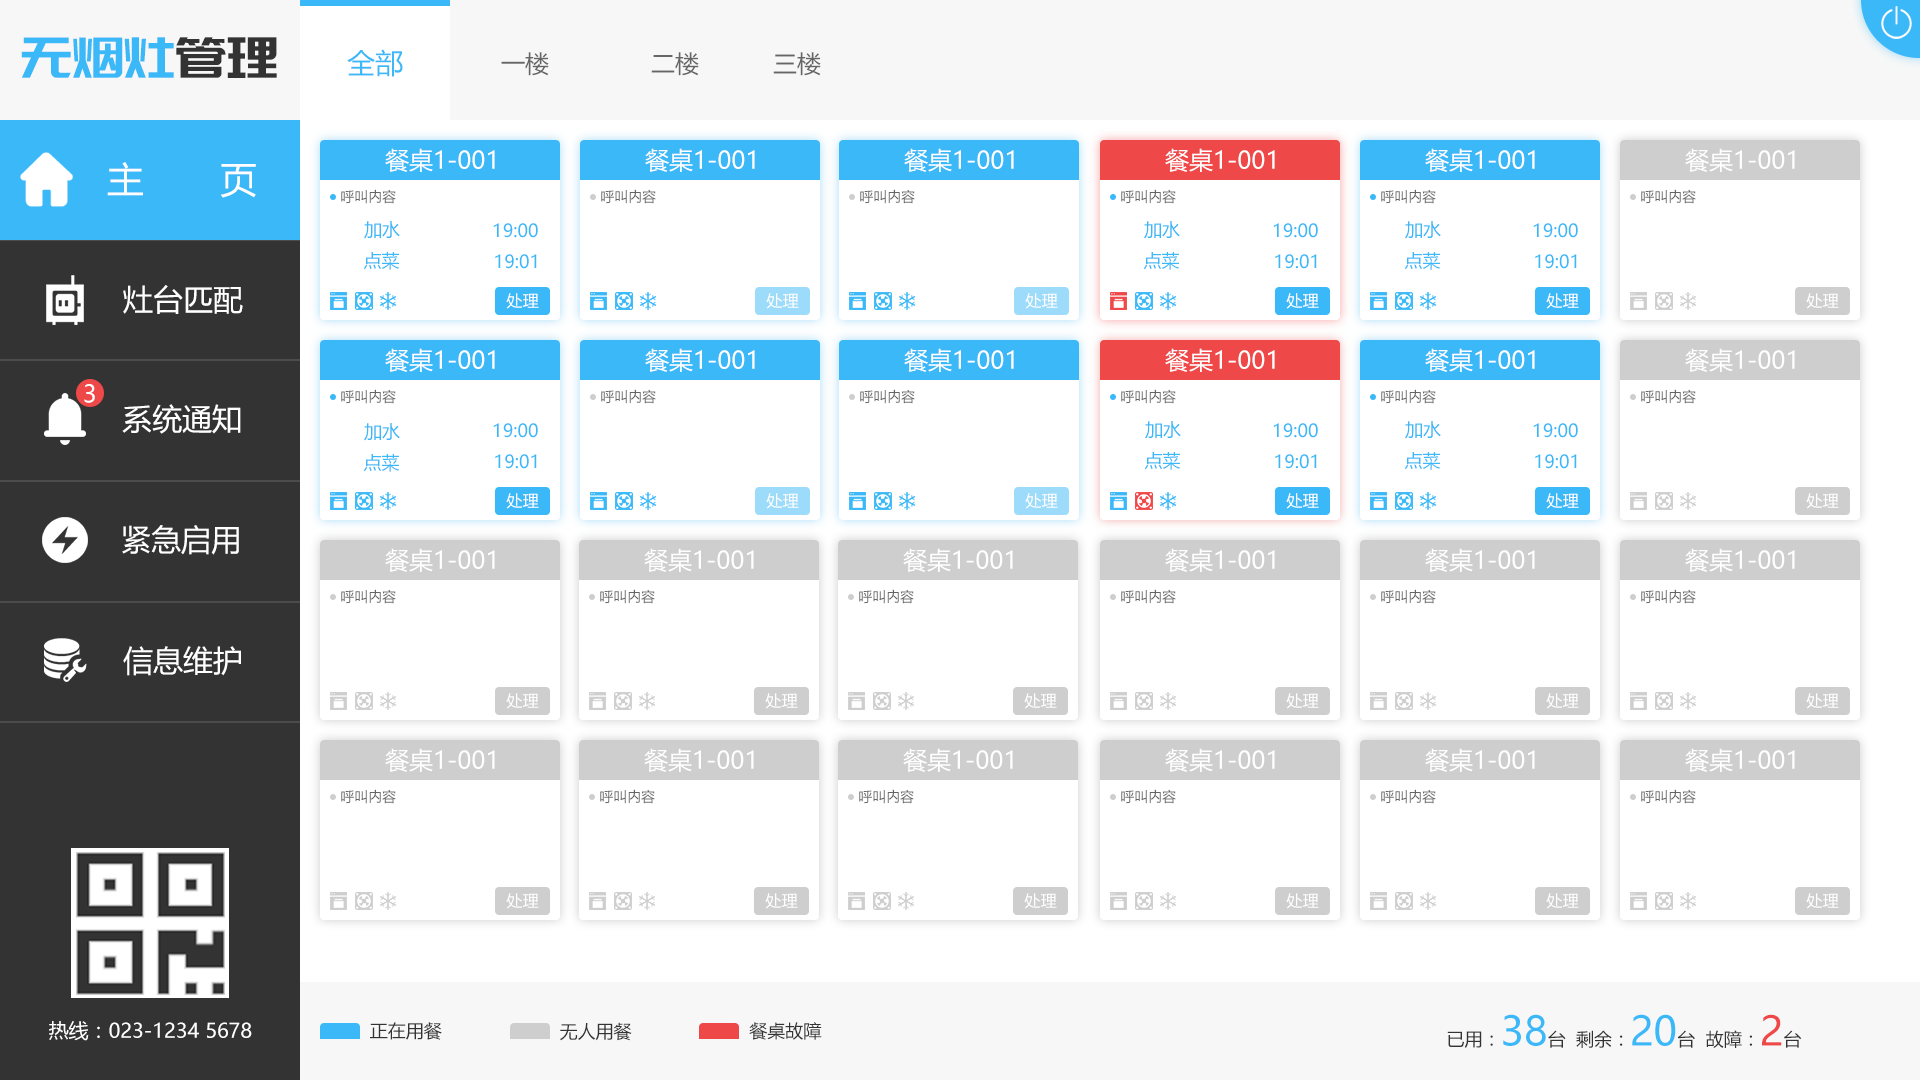 无烟灶管理
全部
一楼
二楼
三楼
主 页
灶台匹配
3
系统通知
紧急启用
信息维护
热线：023-1234 5678
餐桌1-001
呼叫内容
加水 19:00
点菜 19:01
处理
餐桌1-001
呼叫内容
处理
餐桌1-001
呼叫内容
处理
餐桌1-001
呼叫内容
加水 19:00
点菜 19:01
处理
餐桌1-001
呼叫内容
加水 19:00
点菜 19:01
处理
餐桌1-001
呼叫内容
处理
餐桌1-001
呼叫内容
加水 19:00
点菜 19:01
处理
餐桌1-001
呼叫内容
处理
餐桌1-001
呼叫内容
处理
餐桌1-001
呼叫内容
加水 19:00
点菜 19:01
处理
餐桌1-001
呼叫内容
加水 19:00
点菜 19:01
处理
餐桌1-001
呼叫内容
处理
餐桌1-001
呼叫内容
处理
餐桌1-001
呼叫内容
处理
餐桌1-001
呼叫内容
处理
餐桌1-001
呼叫内容
处理
餐桌1-001
呼叫内容
处理
餐桌1-001
呼叫内容
处理
餐桌1-001
呼叫内容
处理
餐桌1-001
呼叫内容
处理
餐桌1-001
呼叫内容
处理
餐桌1-001
呼叫内容
处理
餐桌1-001
呼叫内容
处理
餐桌1-001
呼叫内容
处理
正在用餐
无人用餐
餐桌故障
已用：38台 剩余：20台 故障：2台